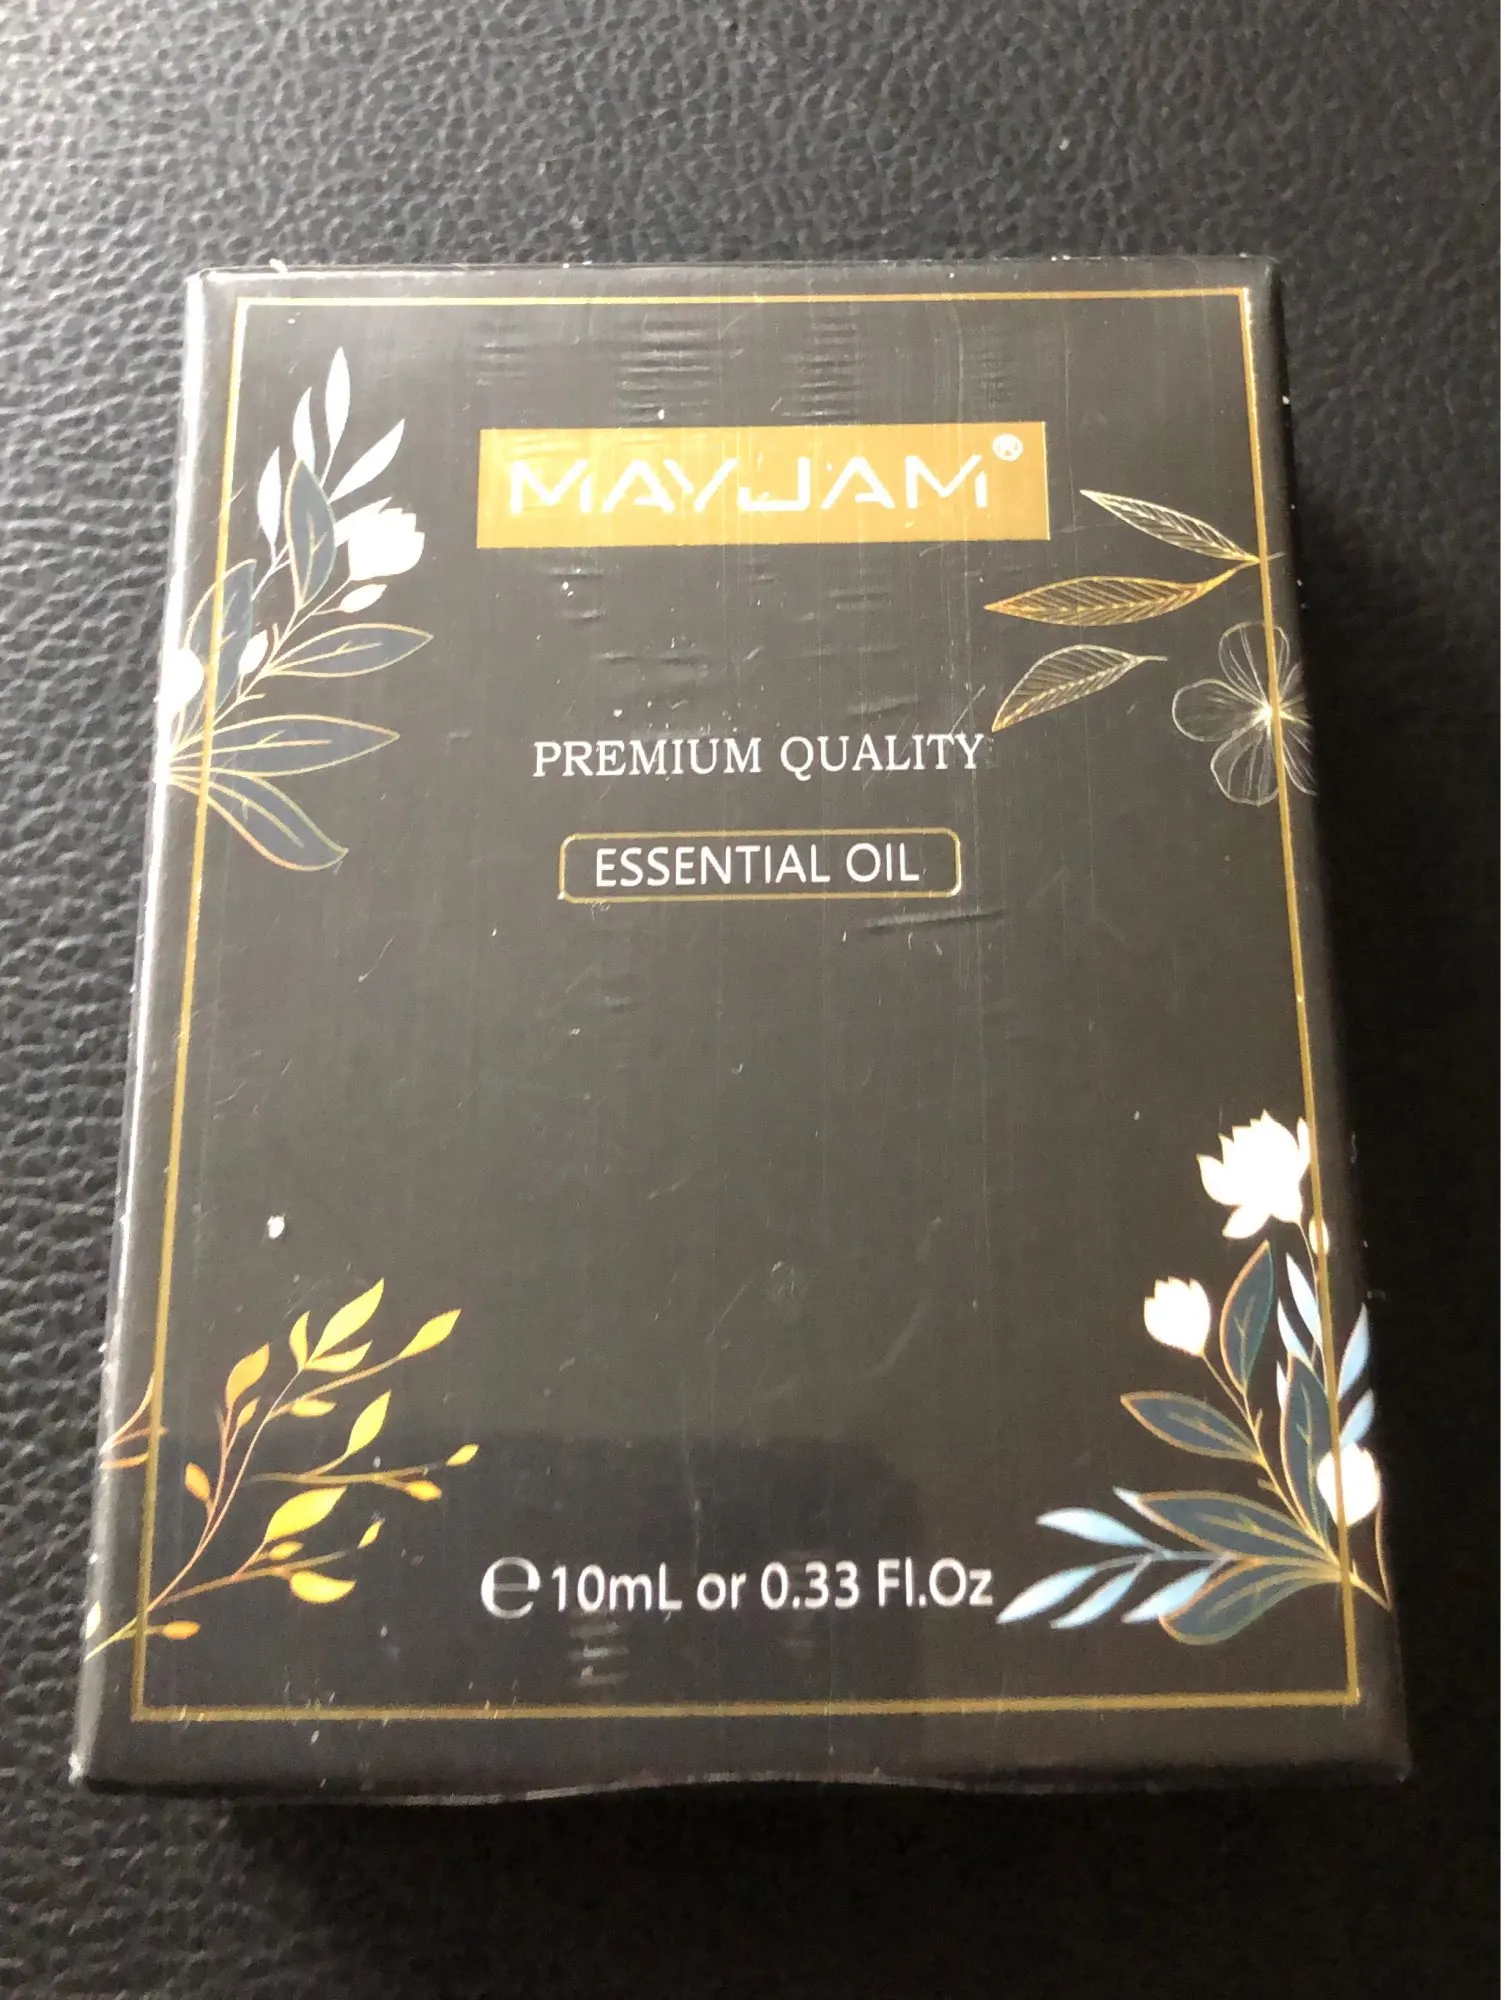 MAYJAM®
PREMIUM QUALITY
ESSENTIAL OIL
℮10mL or 0.33 Fl.Oz